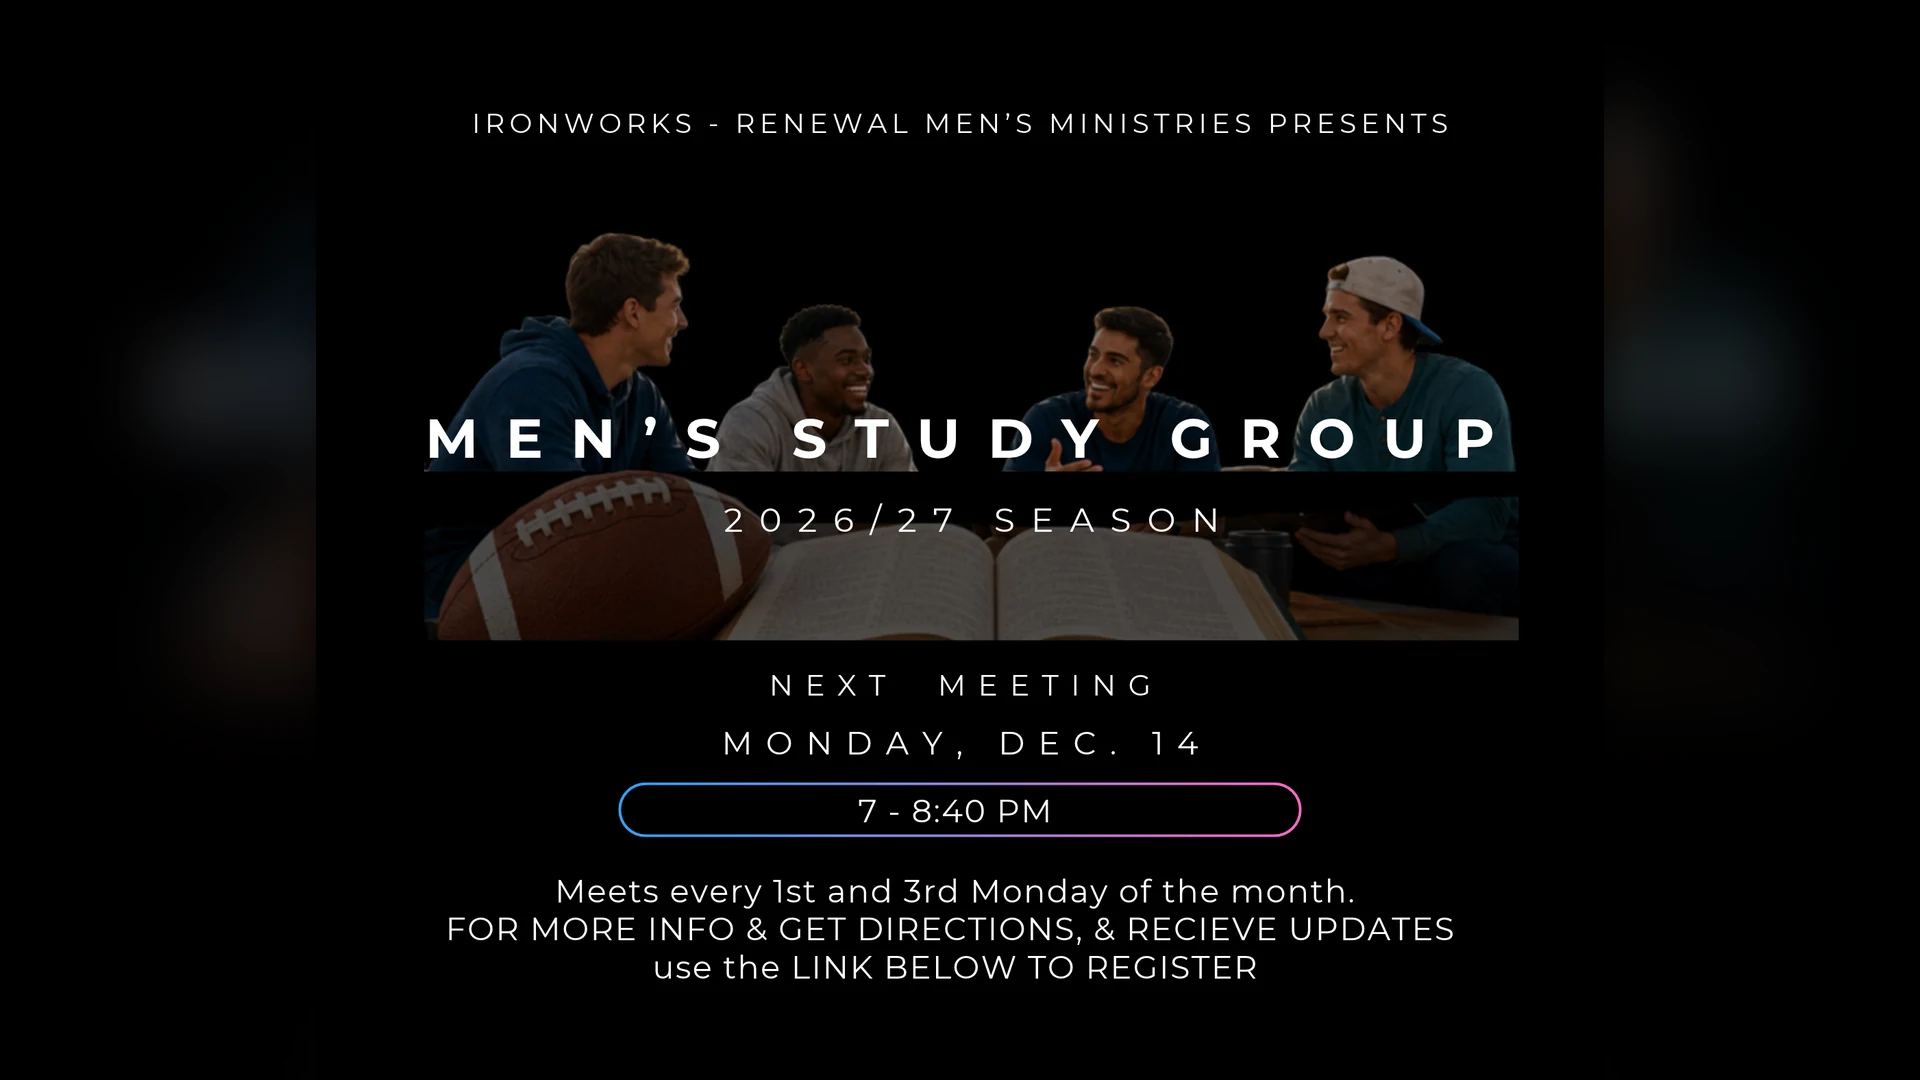 IRONWORKS - RENEWAL MEN’S MINISTRIES PRESENTS
MEN’S STUDY GROUP
2026/27 SEASON
NEXT MEETING
MONDAY, DEC. 14
7 - 8:40 PM
Meets every 1st and 3rd Monday of the month.
FOR MORE INFO & GET DIRECTIONS, & RECIEVE UPDATES
use the LINK BELOW TO REGISTER